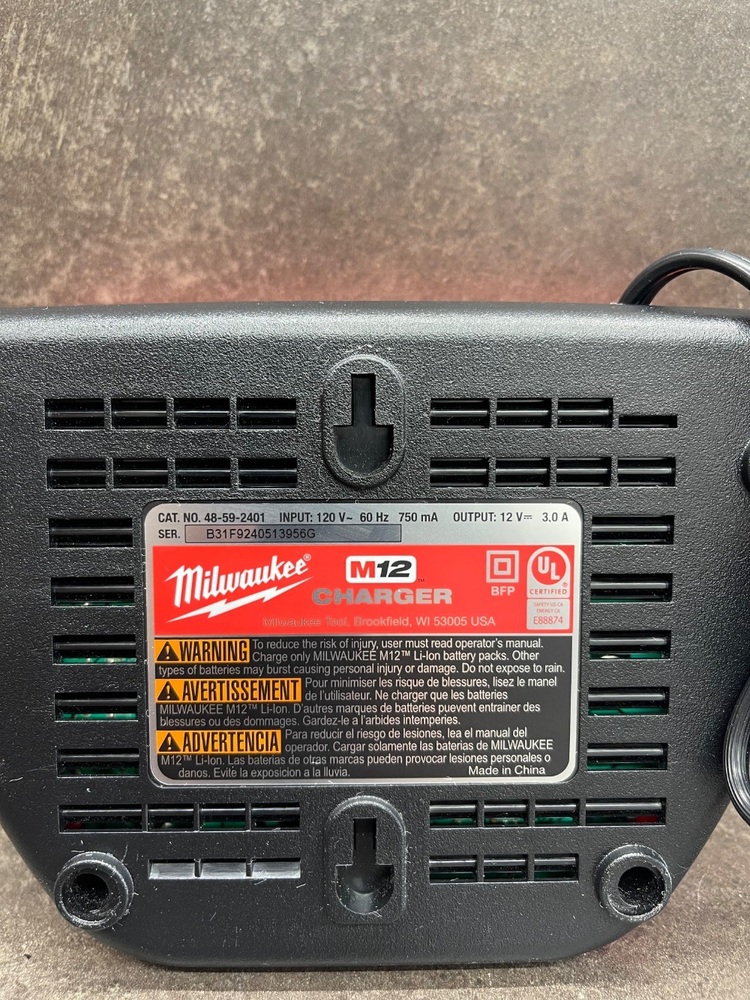 CAT. NO. 48-59-2401 INPUT: 120 V~ 60 Hz 750 mA OUTPUT: 12 V⎓ 3,0 A
SER. B31F9240513956G
Milwaukee®
M12™
CHARGER
Milwaukee Tool, Brookfield, WI 53005 USA
BFP
UL ®
CERTIFIED
SAFETY US-CA
ENERGY CA
E88874
⚠WARNING To reduce the risk of injury, user must read operator's manual.
Charge only MILWAUKEE M12™ Li-Ion battery packs. Other
types of batteries may burst causing personal injury or damage. Do not expose to rain.
⚠AVERTISSEMENT Pour minimiser les risque de blessures, lisez le manel
de l'utilisateur. Ne charger que les batteries
MILWAUKEE M12™ Li-Ion. D'autres marques de batteries puevent entrainer des
blessures ou des dommages. Gardez-le a l'arbides intemperies.
⚠ADVERTENCIA Para reducir el riesgo de lesiones, lea el manual del
operador. Cargar solamente las baterias de MILWAUKEE
M12™ Li-Ion. Las baterias de otras marcas pueden provocar lesiones personales o
danos. Evite la exposicion a la lluvia. Made in China